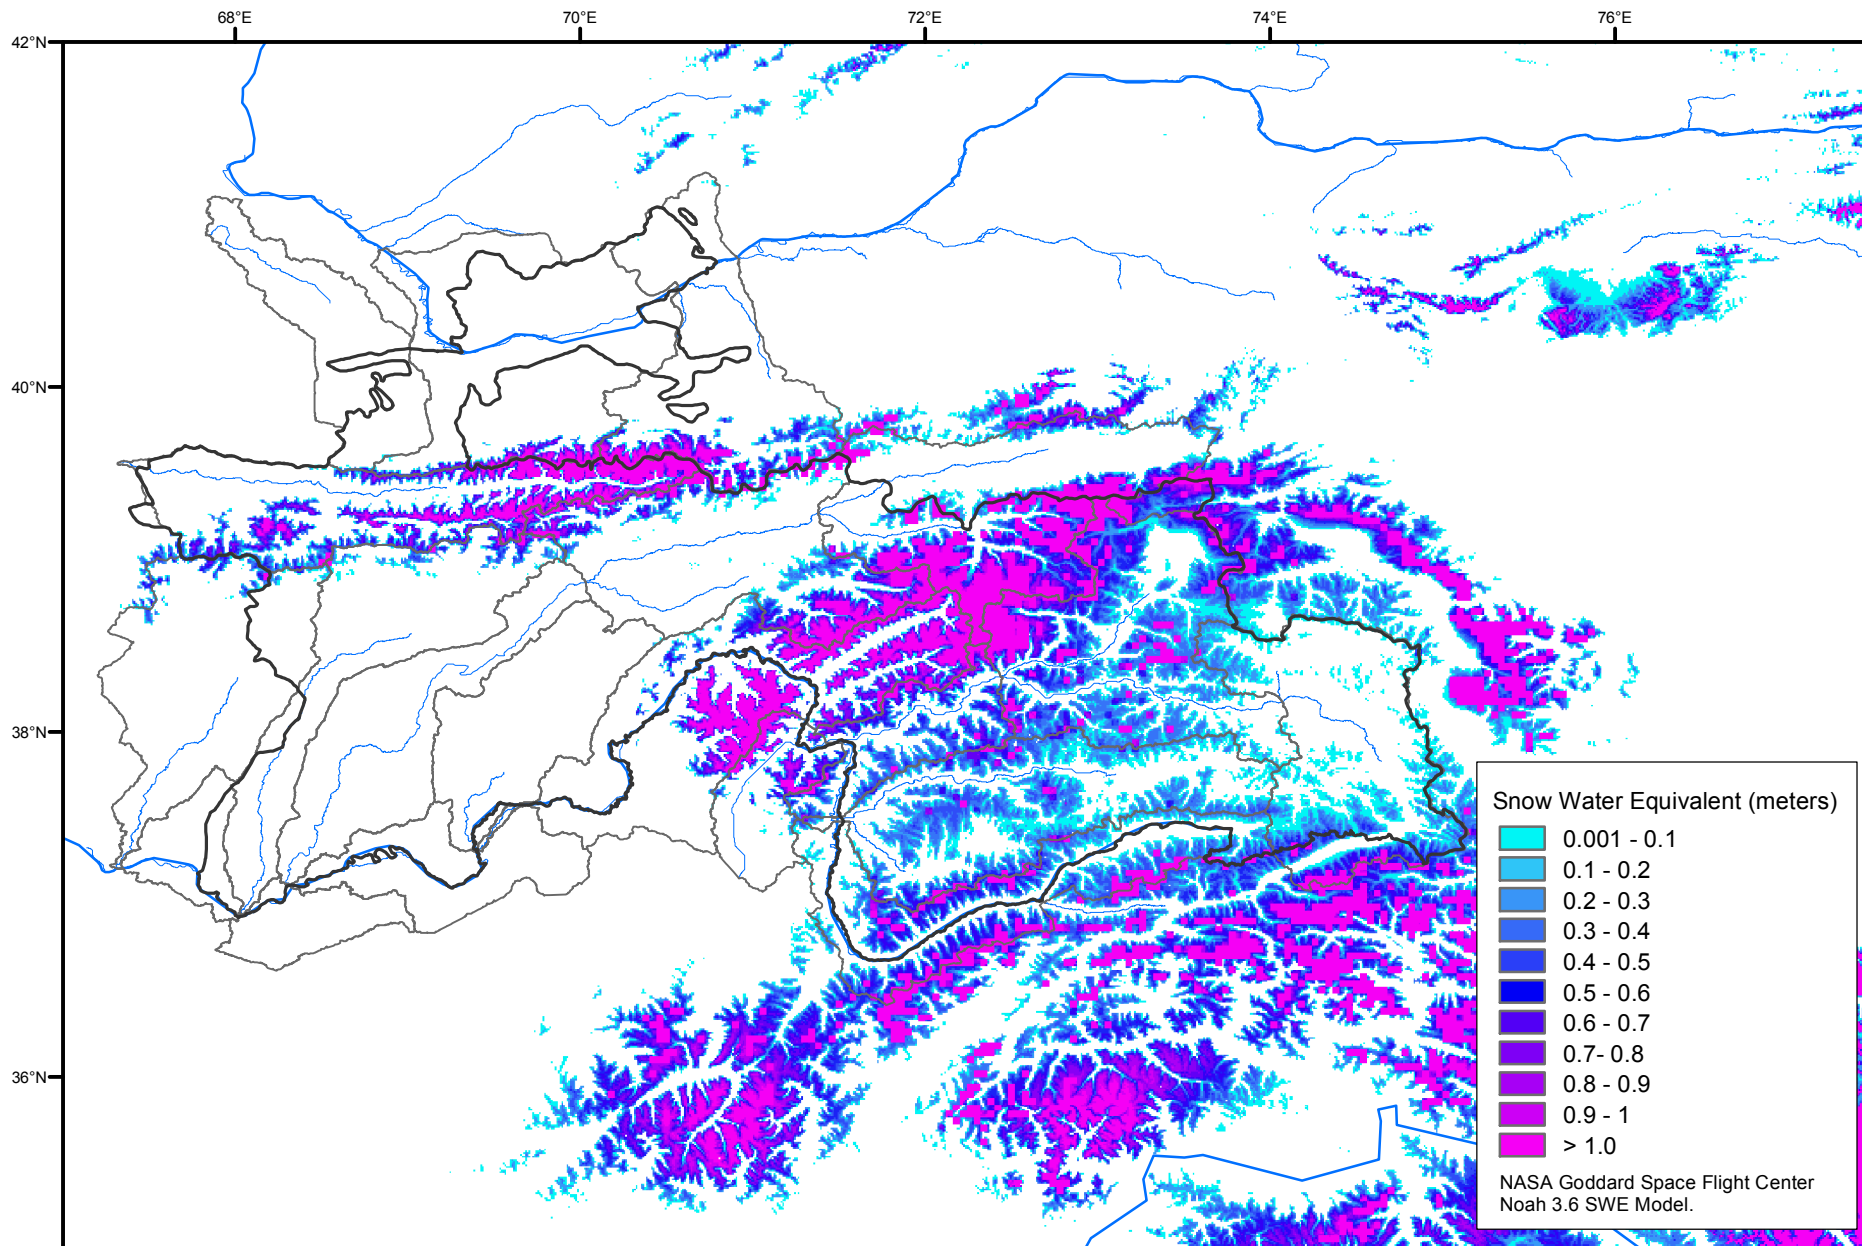 68°E 70°E 72°E 74°E 76°E
42°N
40°N
38°N
36°N
Snow Water Equivalent (meters)
0.001 - 0.1
0.1 - 0.2
0.2 - 0.3
0.3 - 0.4
0.4 - 0.5
0.5 - 0.6
0.6 - 0.7
0.7- 0.8
0.8 - 0.9
0.9 - 1
> 1.0
NASA Goddard Space Flight Center
Noah 3.6 SWE Model.